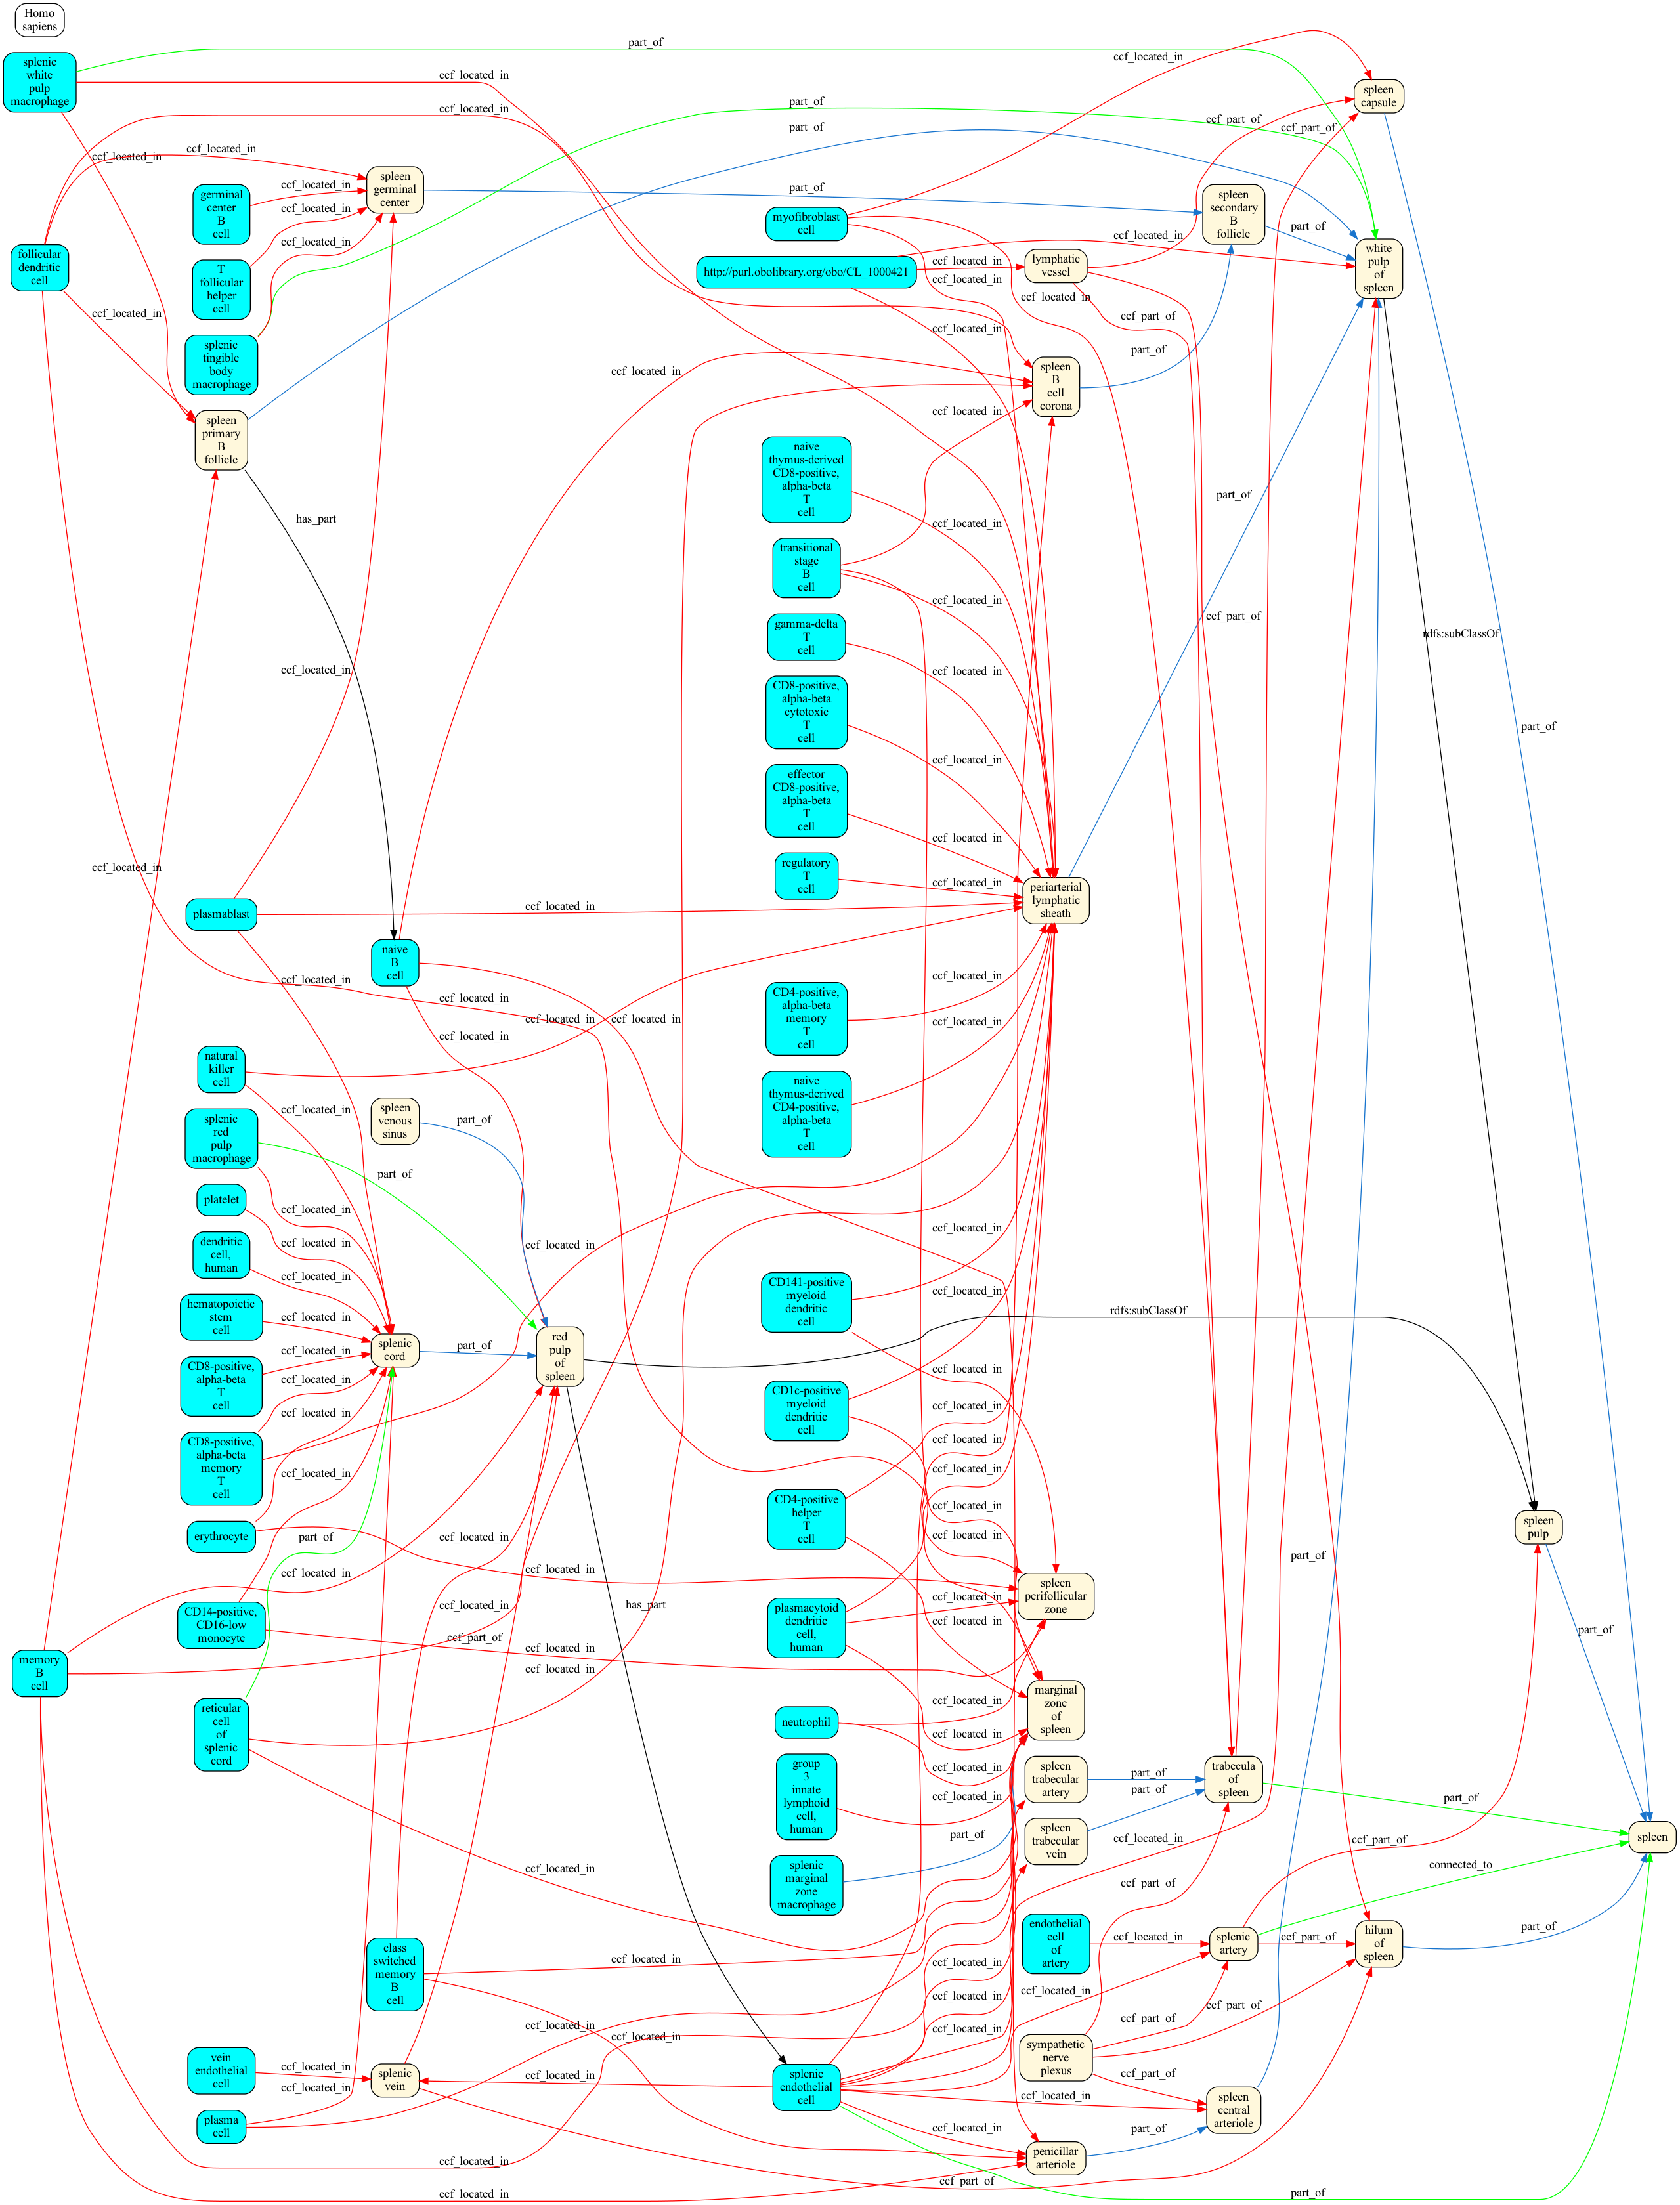 Homo
sapiens
splenic
white
pulp
macrophage
part_of
ccf_located_in
ccf_located_in
ccf_located_in
spleen
capsule
part_of
part_of
ccf_part_of
ccf_part_of
ccf_located_in
ccf_located_in
spleen
germinal
center
germinal
center
B
cell
ccf_located_in
ccf_located_in
part_of
spleen
secondary
B
follicle
myofibroblast
cell
part_of
follicular
dendritic
cell
T
follicular
helper
cell
ccf_located_in
http://purl.obolibrary.org/obo/CL_1000421
ccf_located_in
ccf_located_in
ccf_located_in
lymphatic
vessel
ccf_located_in
white
pulp
of
spleen
ccf_located_in
splenic
tingible
body
macrophage
ccf_located_in
ccf_part_of
part_of
ccf_located_in
spleen
B
cell
corona
ccf_located_in
spleen
primary
B
follicle
naive
thymus-derived
CD8-positive,
alpha-beta
T
cell
has_part
ccf_located_in
part_of
transitional
stage
B
cell
ccf_located_in
gamma-delta
T
cell
ccf_part_of
rdfs:subClassOf
ccf_located_in
ccf_located_in
CD8-positive,
alpha-beta
cytotoxic
T
cell
ccf_located_in
part_of
effector
CD8-positive,
alpha-beta
T
cell
ccf_located_in
ccf_located_in
regulatory
T
cell
ccf_located_in
periarterial
lymphatic
sheath
plasmablast
ccf_located_in
naive
B
cell
ccf_located_in
ccf_located_in
ccf_located_in
CD4-positive,
alpha-beta
memory
T
cell
ccf_located_in
ccf_located_in
ccf_located_in
ccf_located_in
natural
killer
cell
naive
thymus-derived
CD4-positive,
alpha-beta
T
cell
ccf_located_in
spleen
venous
sinus
part_of
splenic
red
pulp
macrophage
part_of
platelet
ccf_located_in
dendritic
cell,
human
ccf_located_in
ccf_located_in
ccf_located_in
ccf_located_in
CD141-positive
myeloid
dendritic
cell
ccf_located_in
hematopoietic
stem
cell
ccf_located_in
rdfs:subClassOf
splenic
cord
part_of
red
pulp
of
spleen
CD8-positive,
alpha-beta
T
cell
ccf_located_in
ccf_located_in
ccf_located_in
CD1c-positive
myeloid
dendritic
cell
ccf_located_in
CD8-positive,
alpha-beta
memory
T
cell
ccf_located_in
ccf_located_in
ccf_located_in
CD4-positive
helper
T
cell
ccf_located_in
spleen
pulp
erythrocyte
part_of
ccf_located_in
ccf_located_in
ccf_located_in
ccf_located_in
spleen
perifollicular
zone
ccf_located_in
CD14-positive,
CD16-low
monocyte
ccf_located_in
has_part
plasmacytoid
dendritic
cell,
human
ccf_located_in
ccf_located_in
ccf_part_of
ccf_located_in
part_of
memory
B
cell
ccf_located_in
reticular
cell
of
splenic
cord
neutrophil
ccf_located_in
marginal
zone
of
spleen
ccf_located_in
ccf_located_in
group
3
innate
lymphoid
cell,
human
ccf_located_in
spleen
trabecular
artery
part_of
part_of
trabecula
of
spleen
part_of
spleen
trabecular
vein
part_of
spleen
ccf_located_in
ccf_part_of
splenic
marginal
zone
macrophage
ccf_located_in
ccf_part_of
connected_to
endothelial
cell
of
artery
ccf_located_in
splenic
artery
ccf_part_of
hilum
of
spleen
part_of
class
switched
memory
B
cell
ccf_located_in
ccf_located_in
ccf_located_in
ccf_located_in
ccf_part_of
ccf_part_of
ccf_located_in
ccf_located_in
ccf_located_in
sympathetic
nerve
plexus
vein
endothelial
cell
ccf_located_in
splenic
vein
ccf_located_in
splenic
endothelial
cell
ccf_part_of
ccf_located_in
ccf_located_in
plasma
cell
spleen
central
arteriole
ccf_located_in
part_of
penicillar
arteriole
ccf_located_in
ccf_part_of
ccf_located_in
part_of